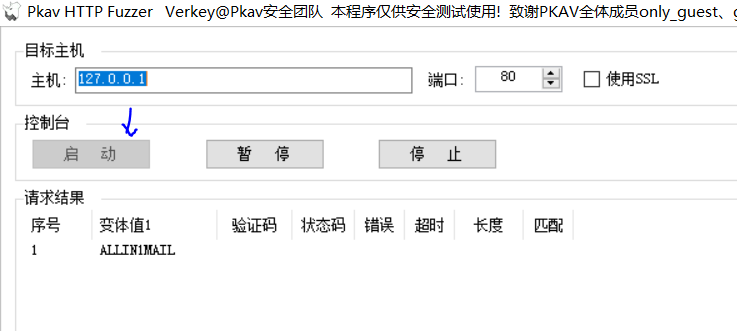 Pkav HTTP Fuzzer Verkey@Pkav安全团队 本程序仅供安全测试使用! 致谢PKAV全体成员only_guest、
目标主机
主机: 127.0.0.1 端口: 80 使用SSL
控制台
启 动 暂 停 停 止
请求结果
序号 变体值1 验证码 状态码 错误 超时 长度 匹配
1 ALLIN1MAIL